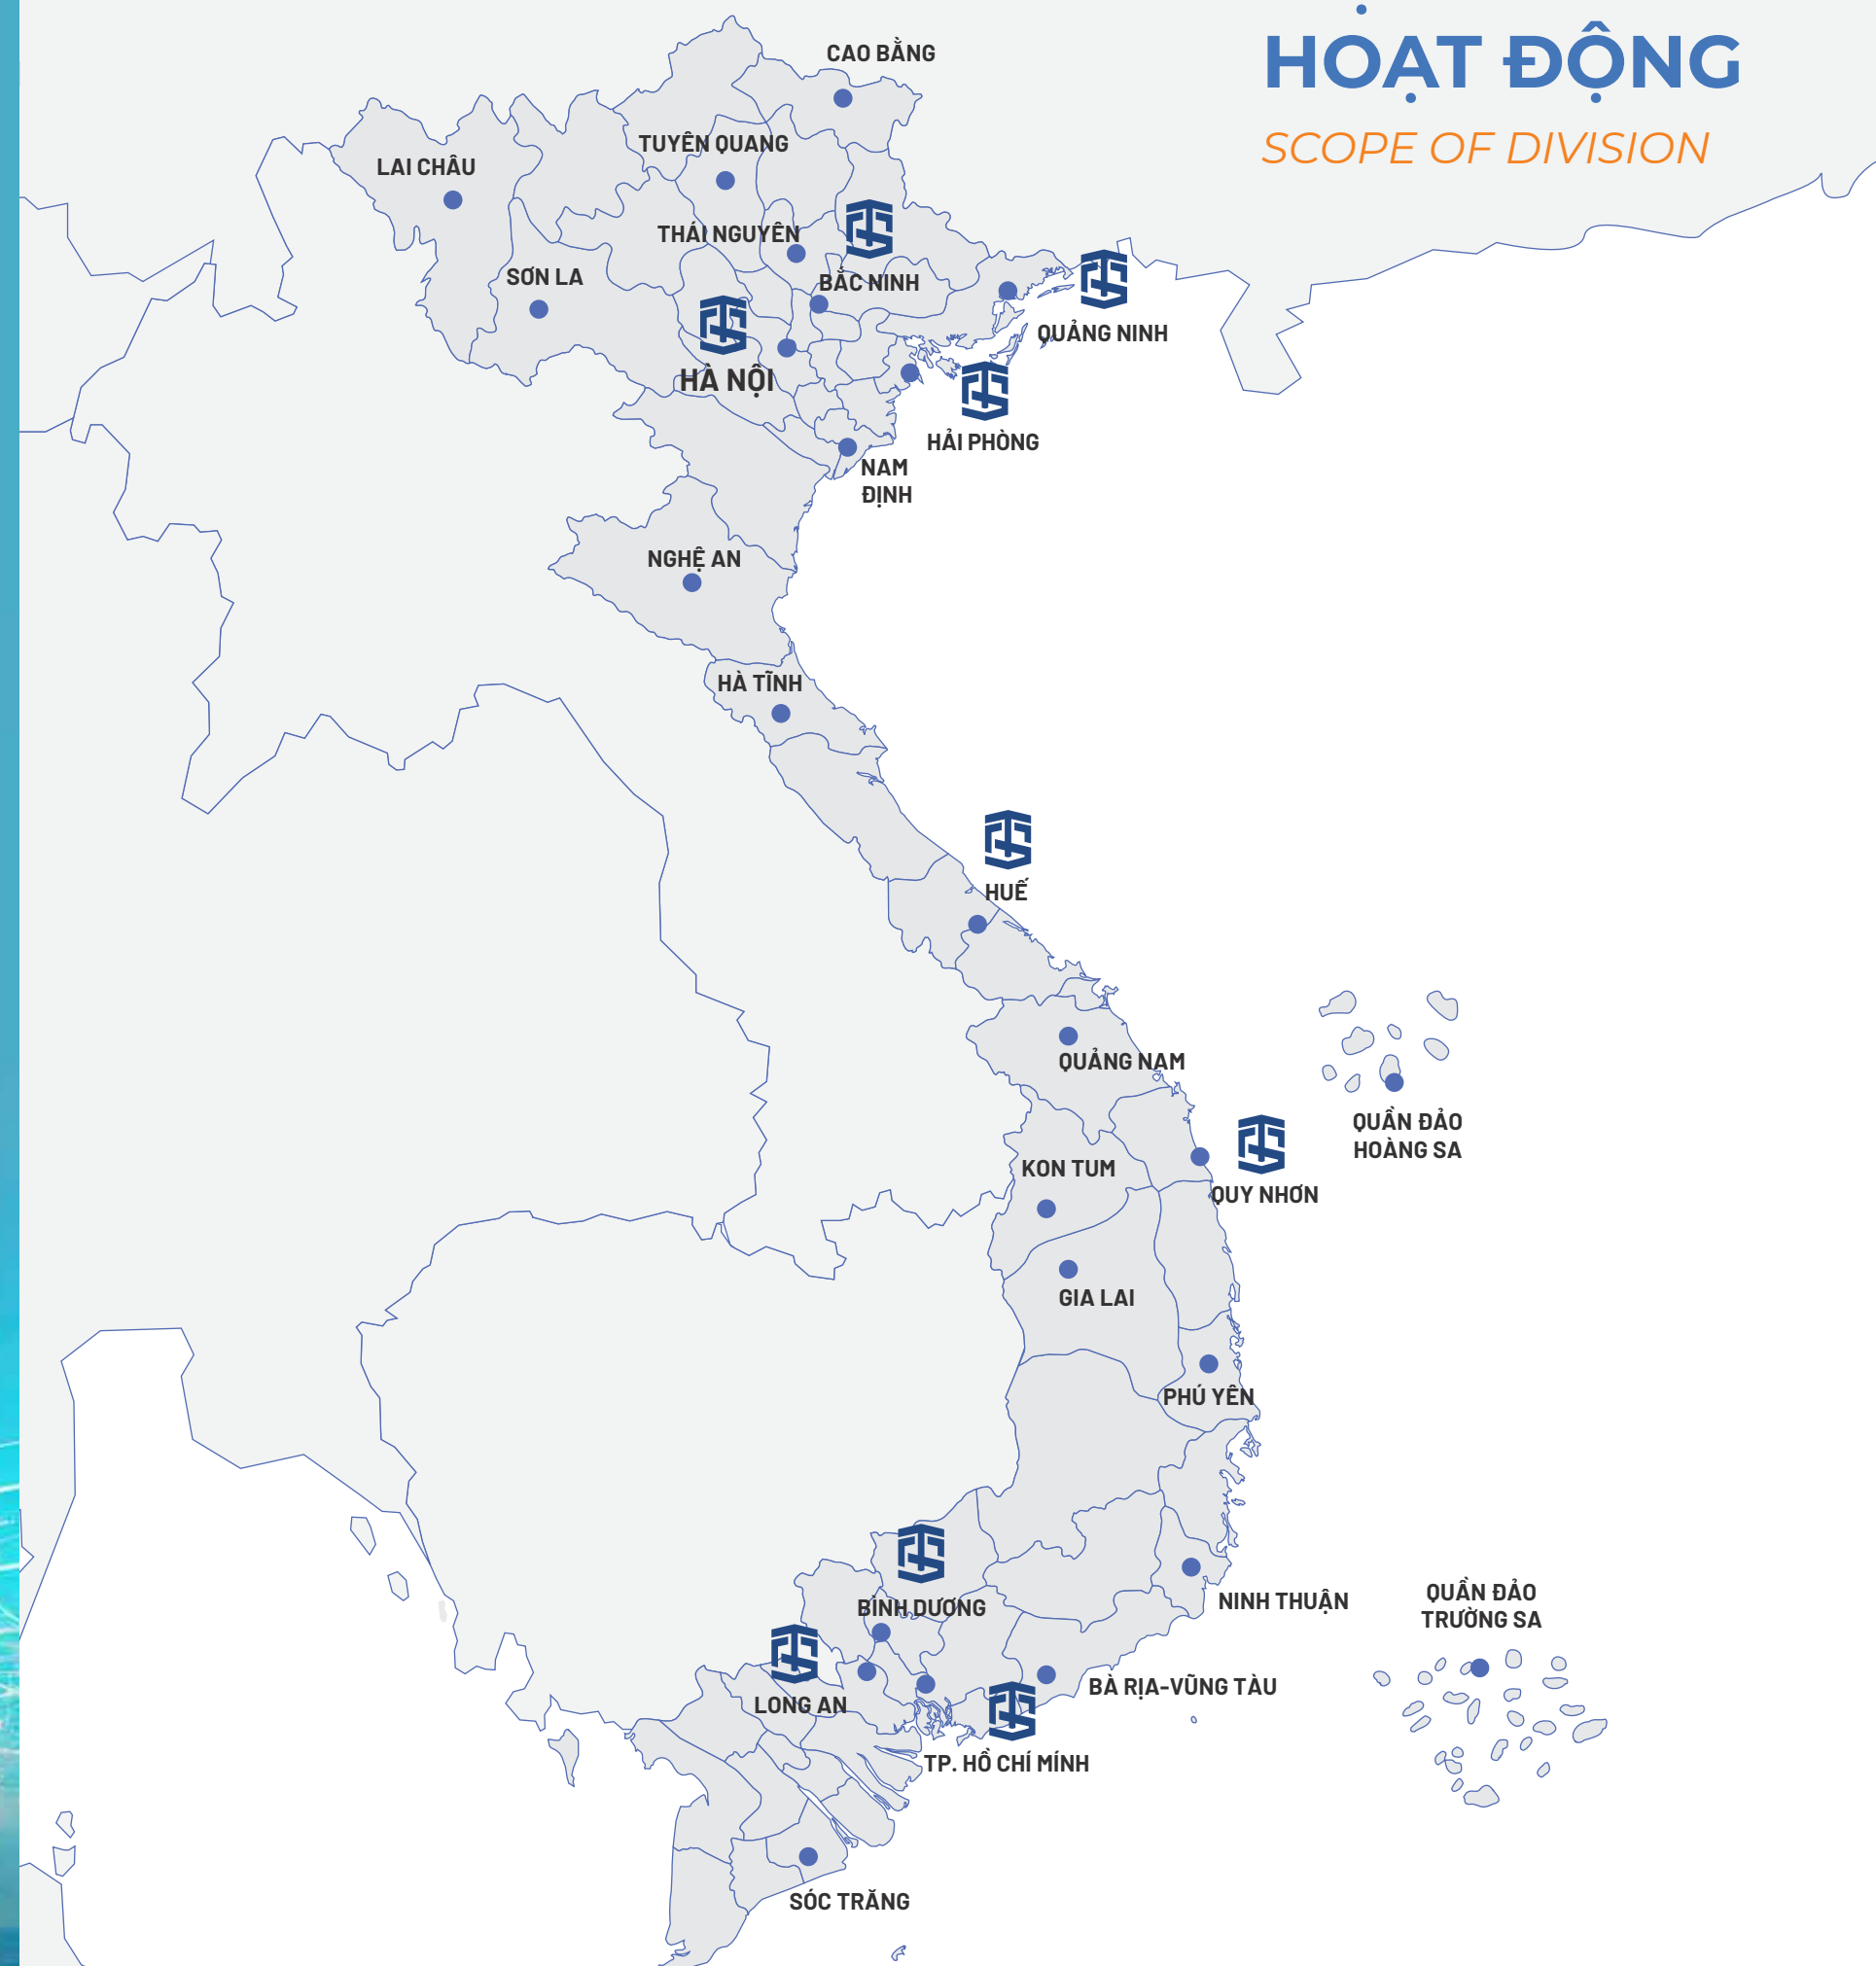 HOẠT ĐỘNG
SCOPE OF DIVISION
CAO BẰNG
TUYÊN QUANG
LAI CHÂU
THÁI NGUYÊN
SƠN LA
BẮC NINH
QUẢNG NINH
HÀ NỘI
HẢI PHÒNG
NAM
ĐỊNH
NGHỆ AN
HÀ TĨNH
HUẾ
QUẢNG NAM
QUẦN ĐẢO
HOÀNG SA
KON TUM
QUY NHƠN
GIA LAI
PHÚ YÊN
NINH THUẬN
QUẦN ĐẢO
TRƯỜNG SA
BÌNH DƯƠNG
BÀ RỊA-VŨNG TÀU
LONG AN
TP. HỒ CHÍ MÍNH
SÓC TRĂNG